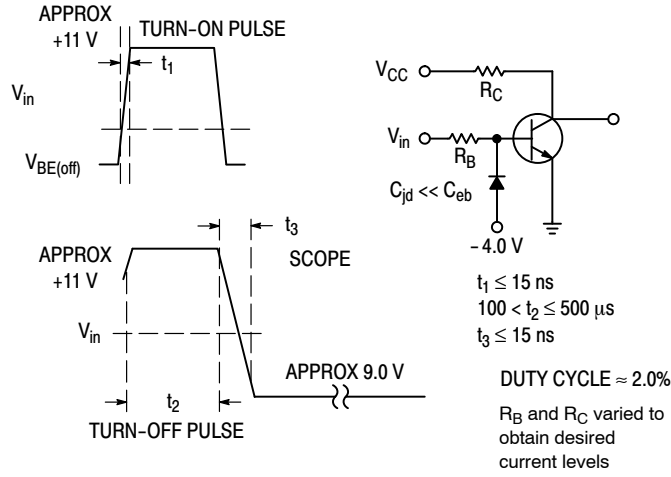 APPROX
+11 V
TURN-ON PULSE
t1
Vin
VBE(off)
VCC
RC
Vin
RB
Cjd << Ceb
- 4.0 V
t3
APPROX
+11 V
SCOPE
Vin
APPROX 9.0 V
t2
TURN-OFF PULSE
t1 ≤ 15 ns
100 < t2 ≤ 500 μs
t3 ≤ 15 ns
DUTY CYCLE ≈ 2.0%
RB and RC varied to
obtain desired
current levels